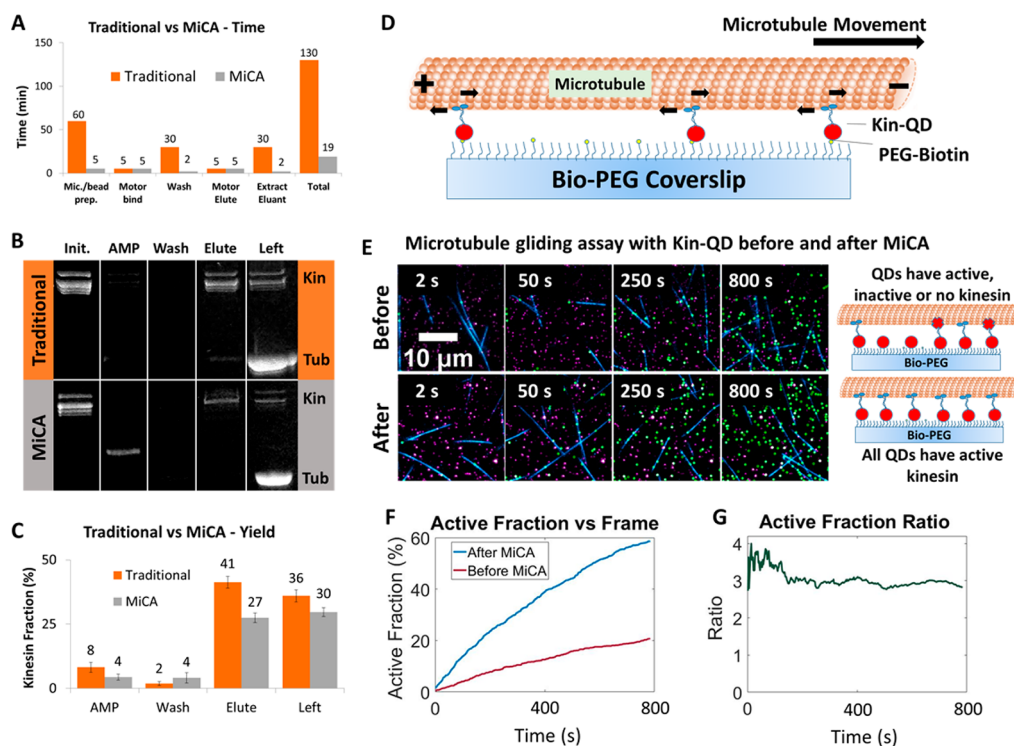 A
Traditional vs MiCA - Time
Time (min)
150
100
50
0
Traditional
MiCA
60
5
5
5
30
2
5
5
30
2
130
19
Mic./bead prep.
Motor bind
Wash
Motor Elute
Extract Eluant
Total
B
Init.
AMP
Wash
Elute
Left
Traditional
Kin
Tub
MiCA
Kin
Tub
C
Traditional vs MiCA - Yield
Kinesin Fraction (%)
50
25
0
Traditional
MiCA
8
4
2
4
41
27
36
30
AMP
Wash
Elute
Left
D
Microtubule Movement
+
Microtubule
−
Kin-QD
PEG-Biotin
Bio-PEG Coverslip
E
Microtubule gliding assay with Kin-QD before and after MiCA
Before
2 s
50 s
250 s
800 s
10 µm
After
2 s
50 s
250 s
800 s
QDs have active,
inactive or no kinesin
Bio-PEG
Bio-PEG
All QDs have active
kinesin
F
Active Fraction vs Frame
Active Fraction (%)
60
40
20
0
After MiCA
Before MiCA
0
400
800
Time (s)
G
Active Fraction Ratio
Ratio
4
3
2
1
0
0
400
800
Time (s)